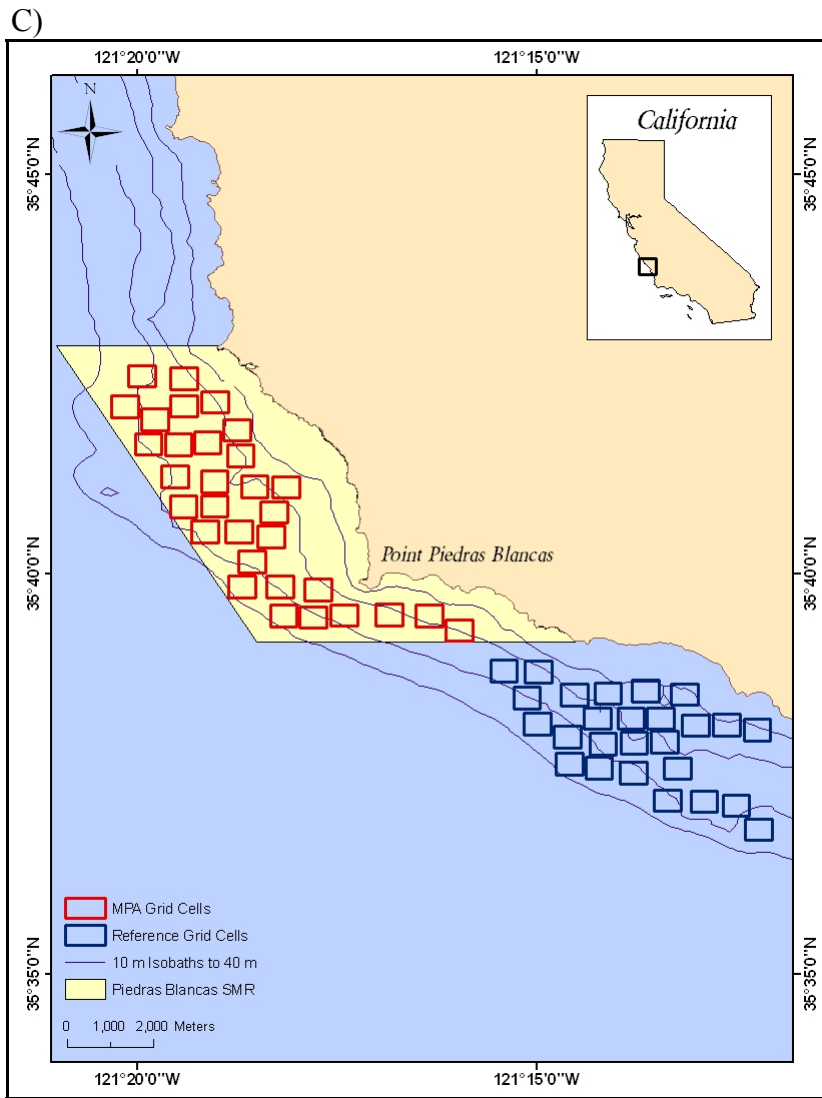 C)
121°20'0"W
121°15'0"W
N
California
35°45'0"N
35°45'0"N
Point Piedras Blancas
35°40'0"N
35°40'0"N
MPA Grid Cells
Reference Grid Cells
10 m Isobaths to 40 m
Piedras Blancas SMR
35°35'0"N
35°35'0"N
0 1,000 2,000 Meters
121°20'0"W
121°15'0"W